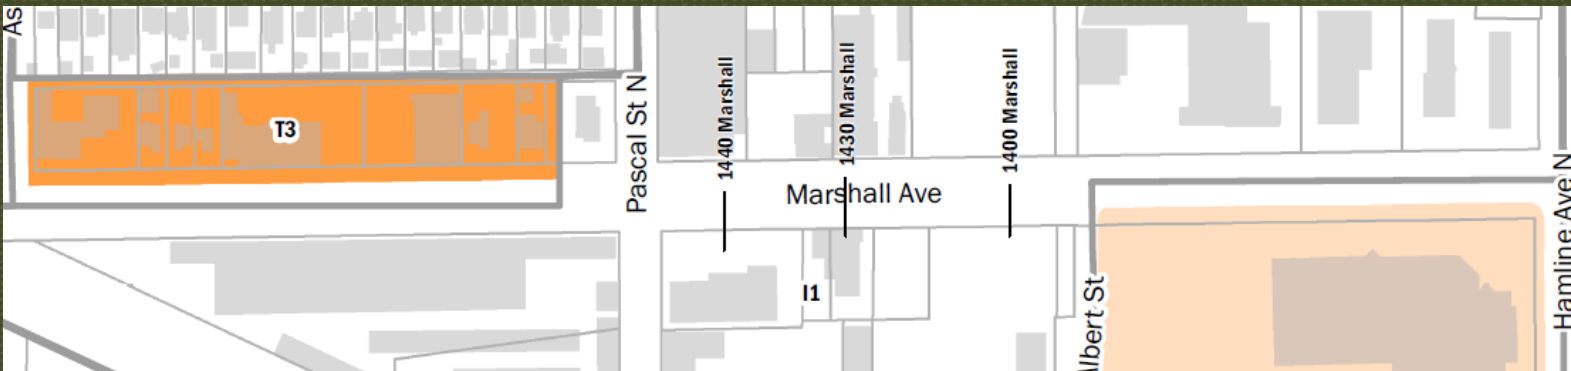 As
T3
Pascal St N
1440 Marshall
1430 Marshall
1400 Marshall
Marshall Ave
I1
Albert St
Hamline Ave N